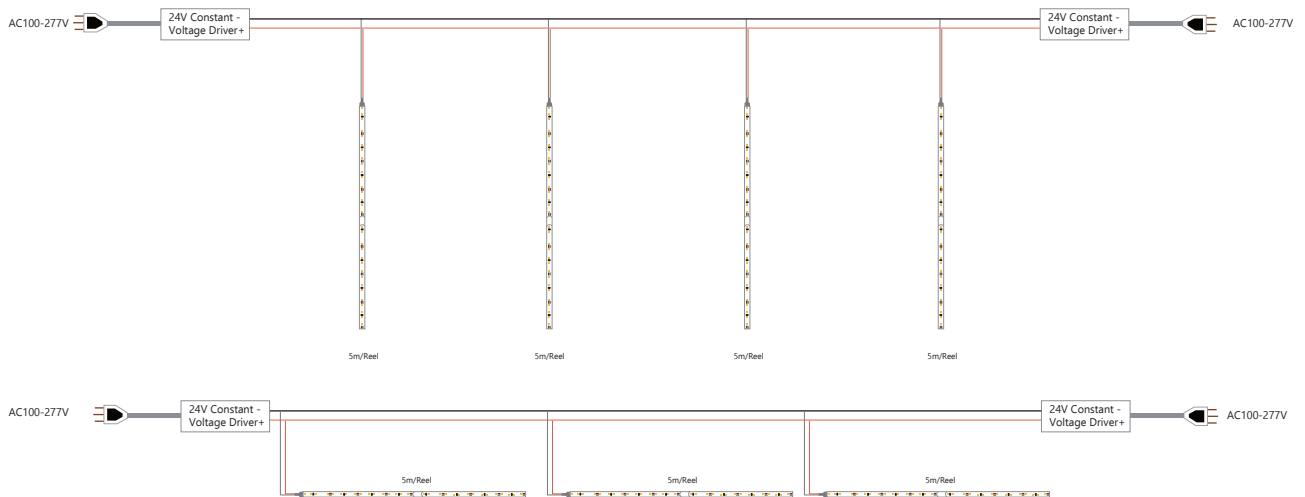 AC100-277V
24V Constant -
Voltage Driver+
24V Constant -
Voltage Driver+
AC100-277V
5m/Reel
5m/Reel
5m/Reel
5m/Reel
AC100-277V
24V Constant -
Voltage Driver+
24V Constant -
Voltage Driver+
AC100-277V
5m/Reel
5m/Reel
5m/Reel